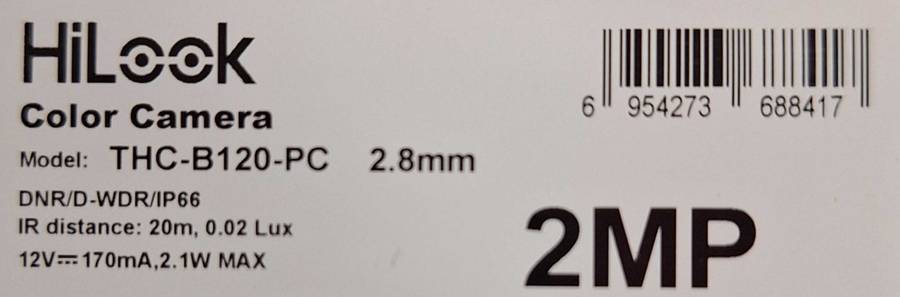 HiLook
Color Camera
Model: THC-B120-PC 2.8mm
DNR/D-WDR/IP66
IR distance: 20m, 0.02 Lux
12V⎓170mA,2.1W MAX
6 954273 688417
2MP